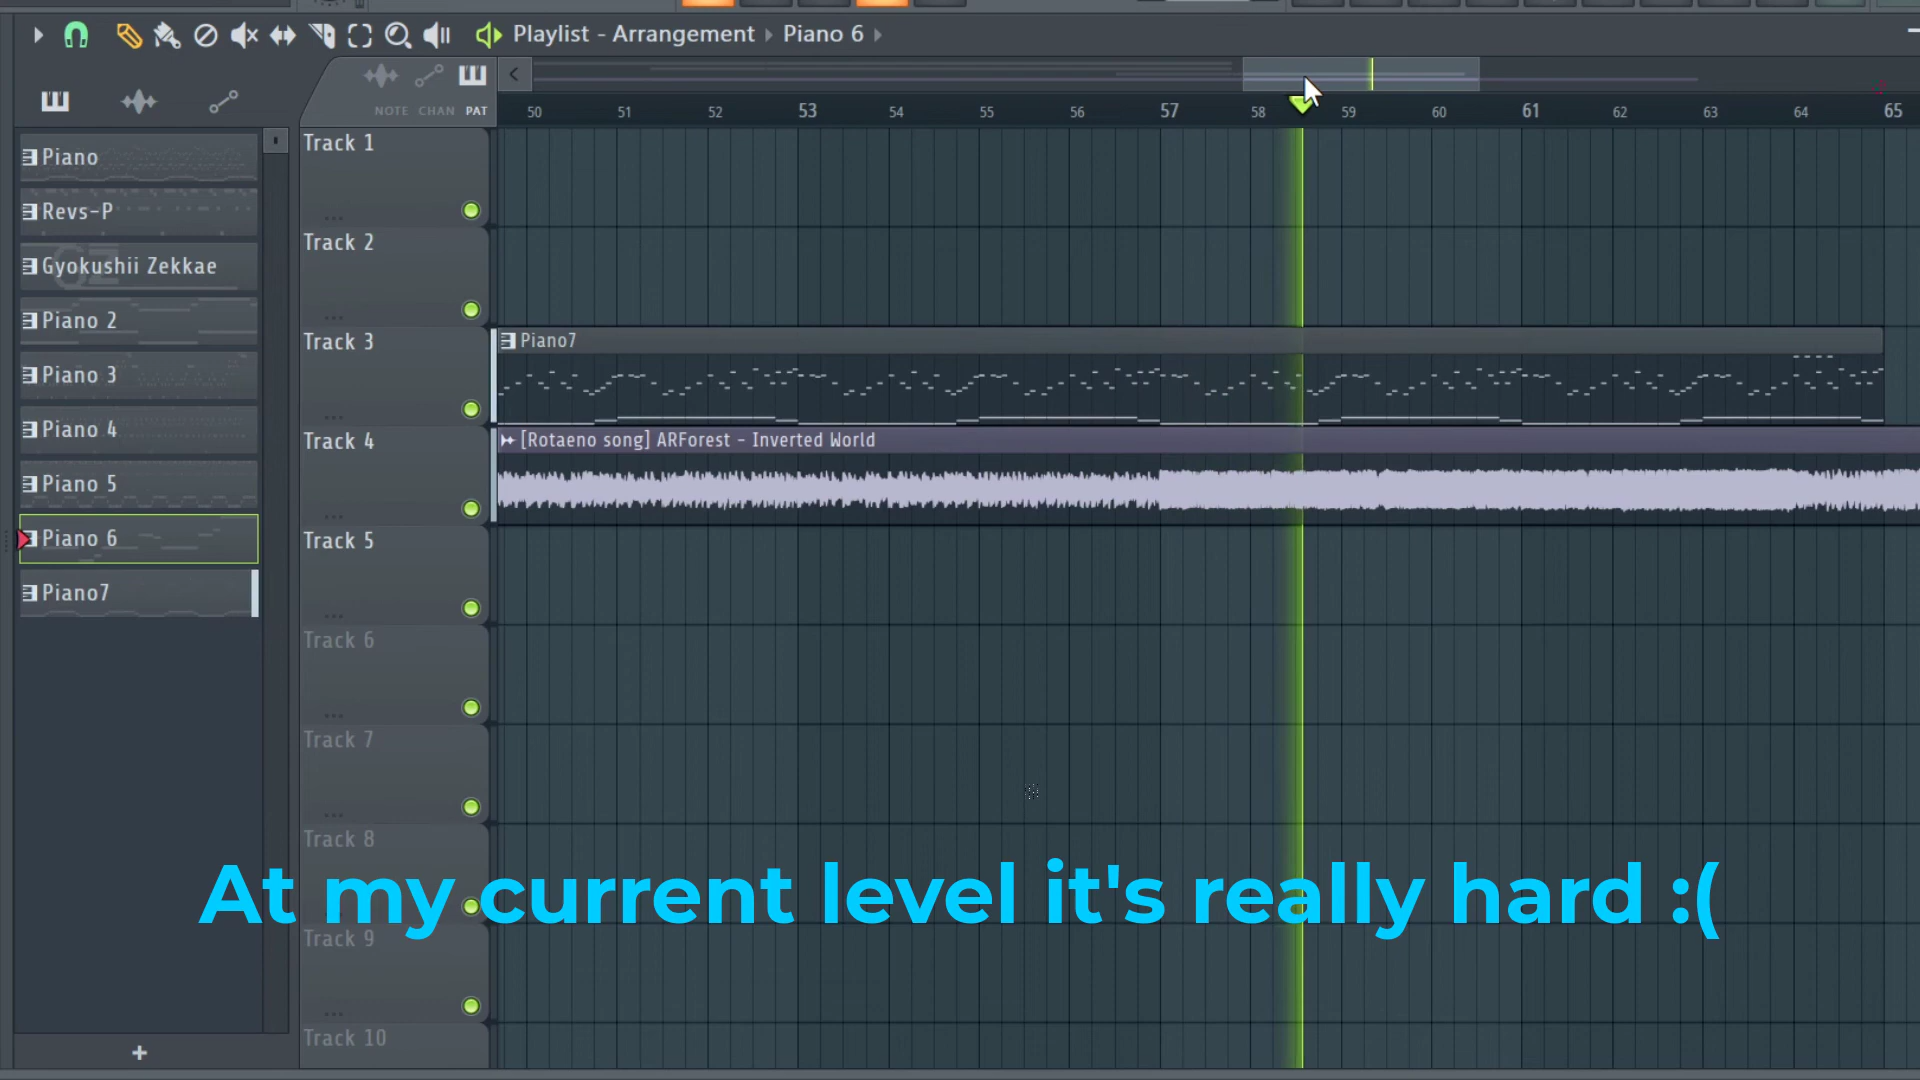 Playlist - Arrangement Piano 6
NOTE CHAN PAT
50 51 52 53 54 55 56 57 58 59 60 61 62 63 64 65
Piano
Revs-P
Gyokushii Zekkae
Piano 2
Piano 3
Piano 4
Piano 5
Piano 6
Piano7
+
Track 1
Track 2
Track 3
Piano7
Track 4
[Rotaeno song] ARForest - Inverted World
Track 5
Track 6
Track 7
Track 8
At my current level it's really hard :(
Track 9
Track 10